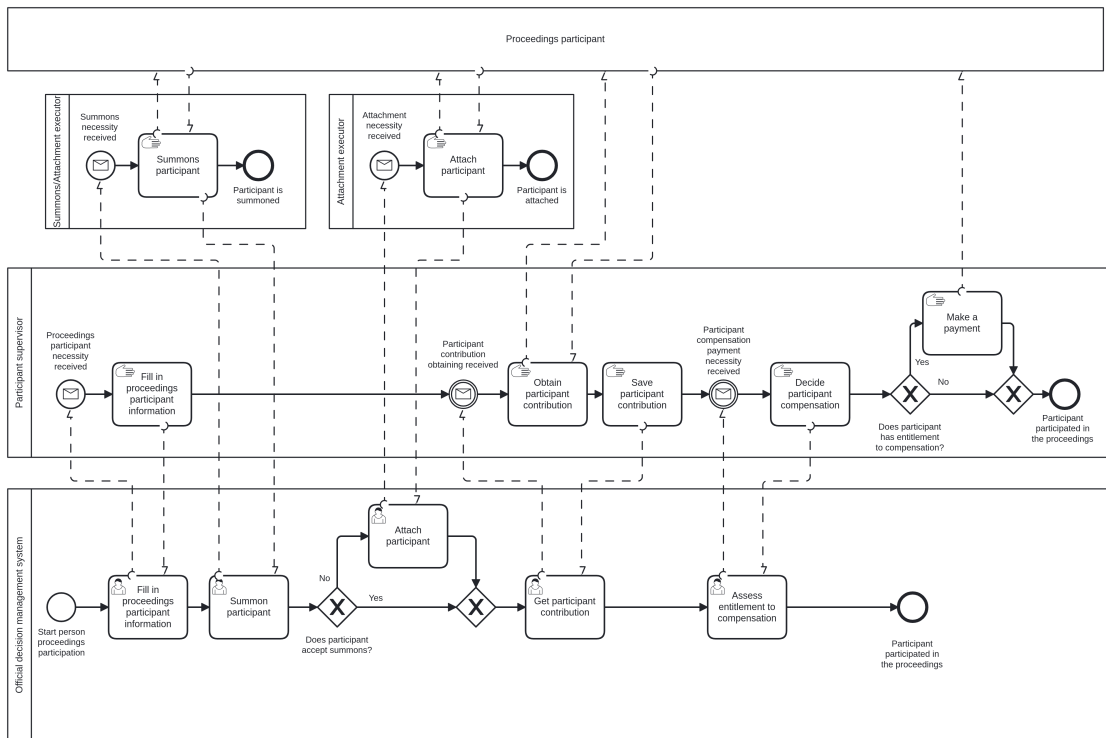 Proceedings participant
Summons/Attachment executor
Summons
necessity
received
Summons
participant
Participant is
summoned
Attachment executor
Attachment
necessity
received
Attach
participant
Participant is
attached
Participant supervisor
Proceedings
participant
necessity
received
Fill in
proceedings
participant
information
Participant
contribution
obtaining received
Obtain
participant
contribution
Save
participant
contribution
Participant
compensation
payment
necessity
received
Decide
participant
compensation
Does participant
has entitlement
to compensation?
Yes
No
Make a
payment
Participant
participated in
the proceedings
Official decision management system
Start person
proceedings
participation
Fill in
proceedings
participant
information
Summon
participant
Does participant
accept summons?
No
Yes
Attach
participant
Get participant
contribution
Assess
entitlement to
compensation
Participant
participated in
the proceedings